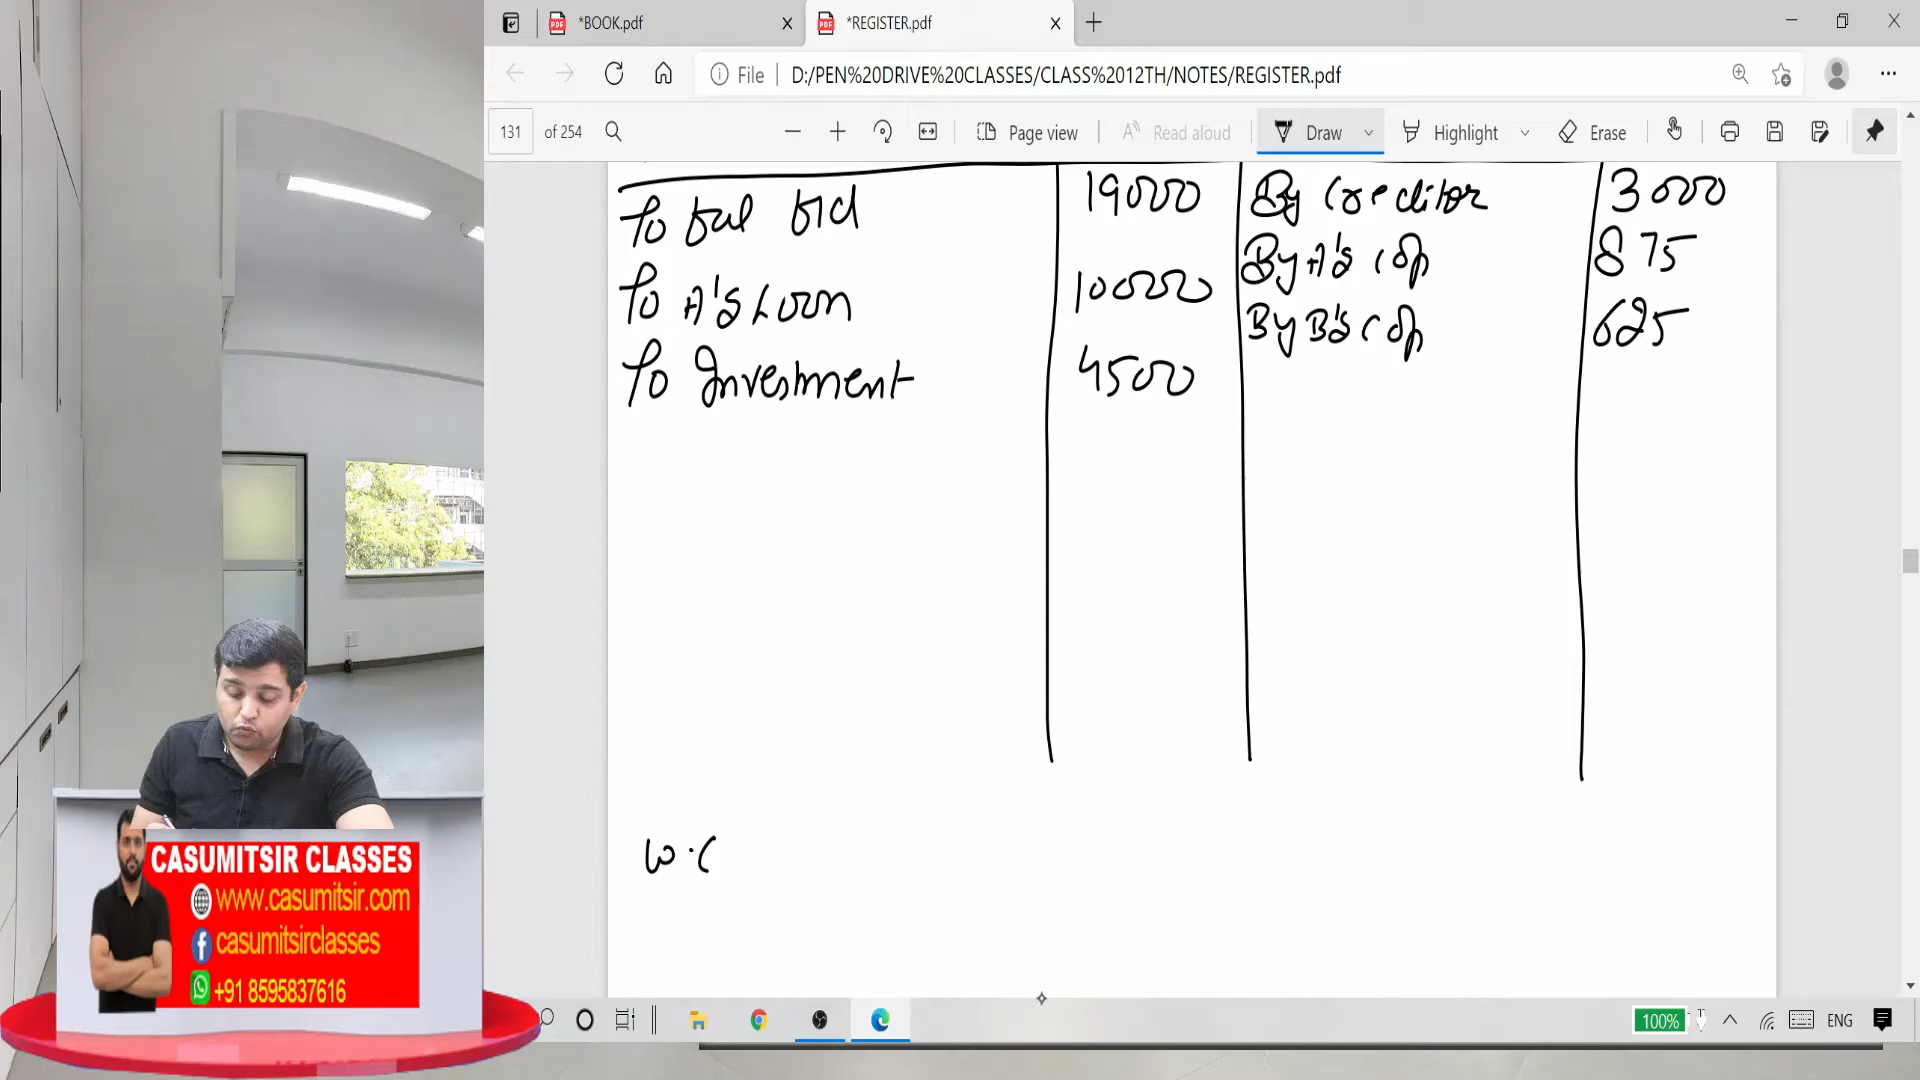 *BOOK.pdf
*REGISTER.pdf
File D:/PEN%20DRIVE%20CLASSES/CLASS%2012TH/NOTES/REGISTER.pdf
131 of 254 Page view Read aloud Draw Highlight Erase
To bal b/d 19000 By Creditor 3000
To A's Loan 10000 By A's Cap 875
To Investment 4500 By B's Cap 625
W.C
CASUMITSIR CLASSES
www.casumitsir.com
casumitsirclasses
+91 8595837616
100% ENG